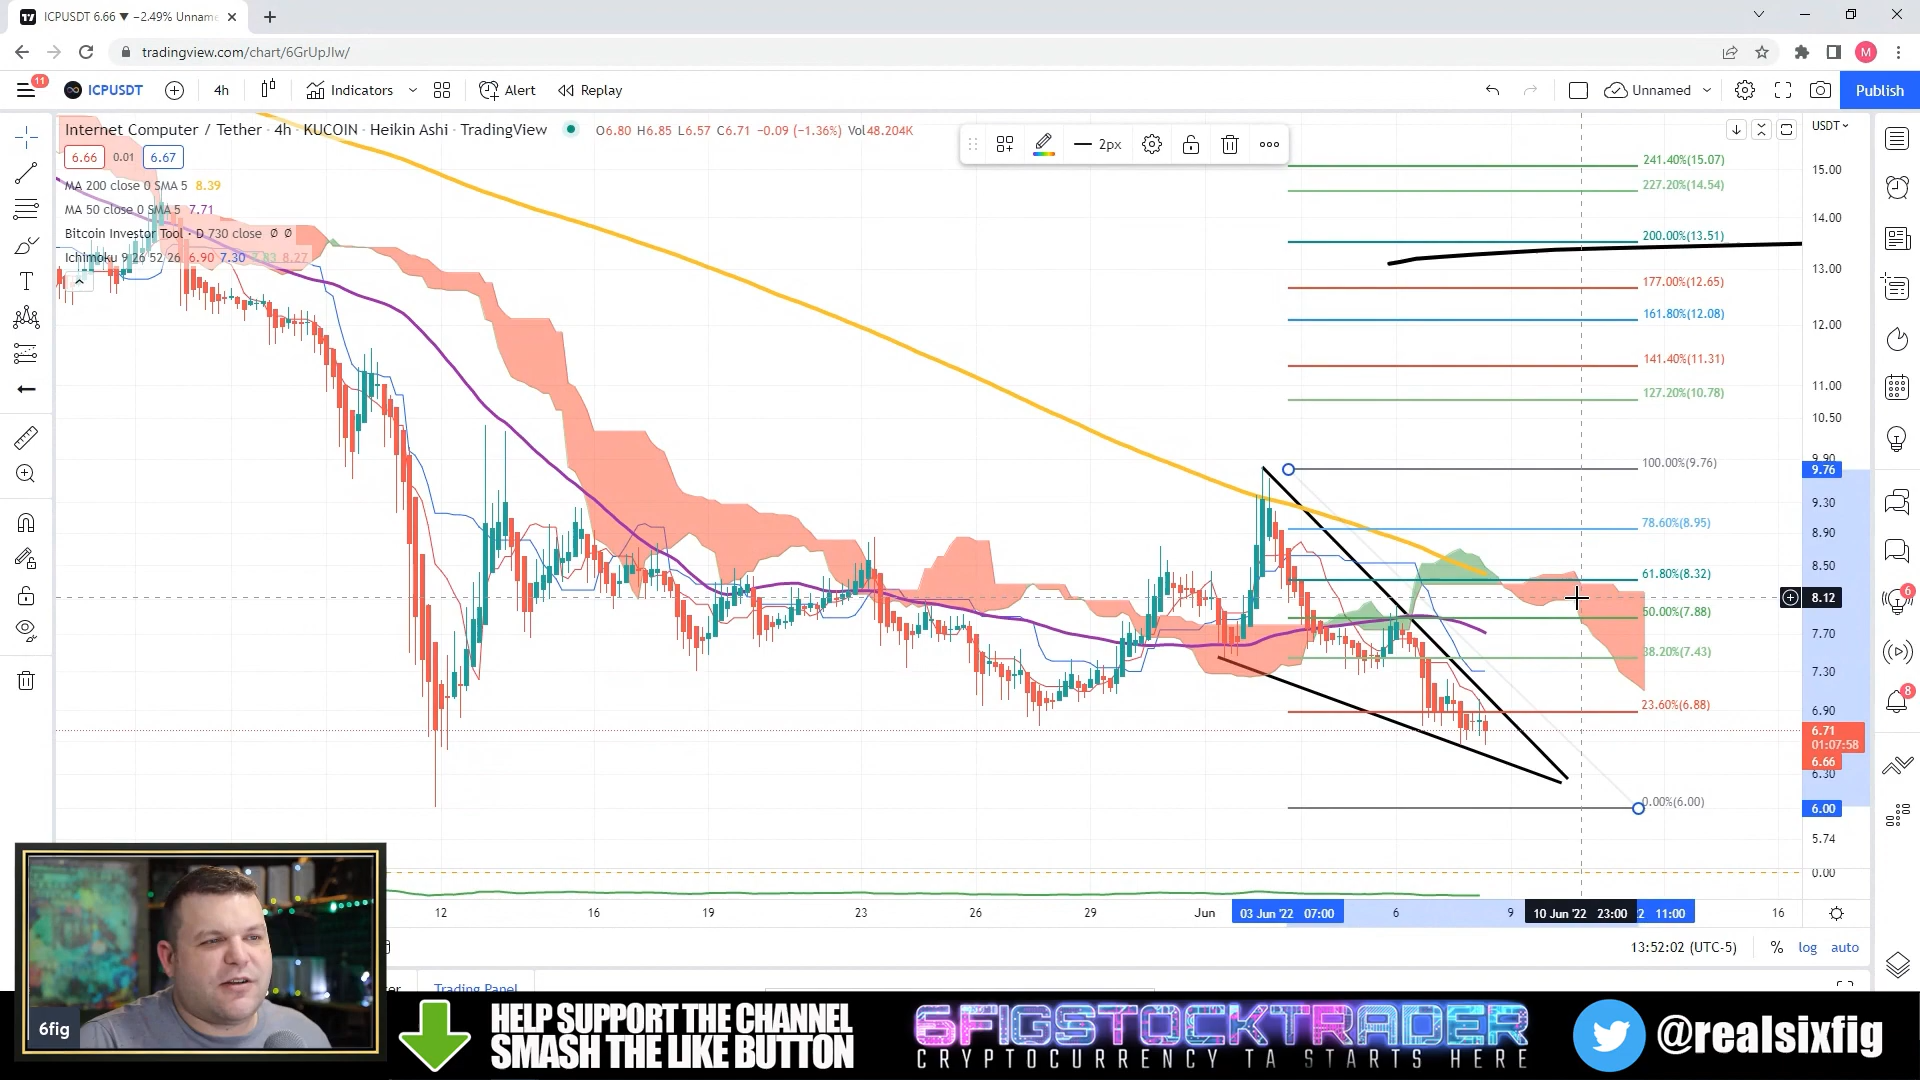 ICPUSDT 6.66 ▼ −2.49% Unname
tradingview.com/chart/6GrUpJIw/
M
11
ICPUSDT
4h
Indicators
Alert
Replay
Unnamed
Publish
Internet Computer / Tether · 4h · KUCOIN · Heikin Ashi · TradingView
O6.80 H6.85 L6.57 C6.71 −0.09 (−1.36%) Vol48.204K
6.66 0.01 6.67
MA 200 close 0 SMA 5 8.39
MA 50 close 0 SMA 5 7.71
Bitcoin Investor Tool · D 730 close ∅ ∅
Ichimoku 9 26 52 26 6.90 7.30 8.27
2px
USDT
241.40%(15.07)
15.00
227.20%(14.54)
14.00
200.00%(13.51)
13.00
177.00%(12.65)
161.80%(12.08)
12.00
141.40%(11.31)
11.00
127.20%(10.78)
10.50
9.90
100.00%(9.76)
9.76
9.30
78.60%(8.95)
8.90
8.50
61.80%(8.32)
8.12
6
50.00%(7.88)
7.70
38.20%(7.43)
7.30
8
23.60%(6.88)
6.90
6.71
01:07:58
6.66
6.30
0.00%(6.00)
6.00
5.74
0.00
12
16
19
23
26
29
Jun
03 Jun '22 07:00
6
9
10 Jun '22 23:00
2 11:00
16
13:52:02 (UTC-5)
%
log
auto
Trading Panel
6fig
HELP SUPPORT THE CHANNEL
SMASH THE LIKE BUTTON
6FIGSTOCKTRADER
CRYPTOCURRENCY TA STARTS HERE
@realsixfig